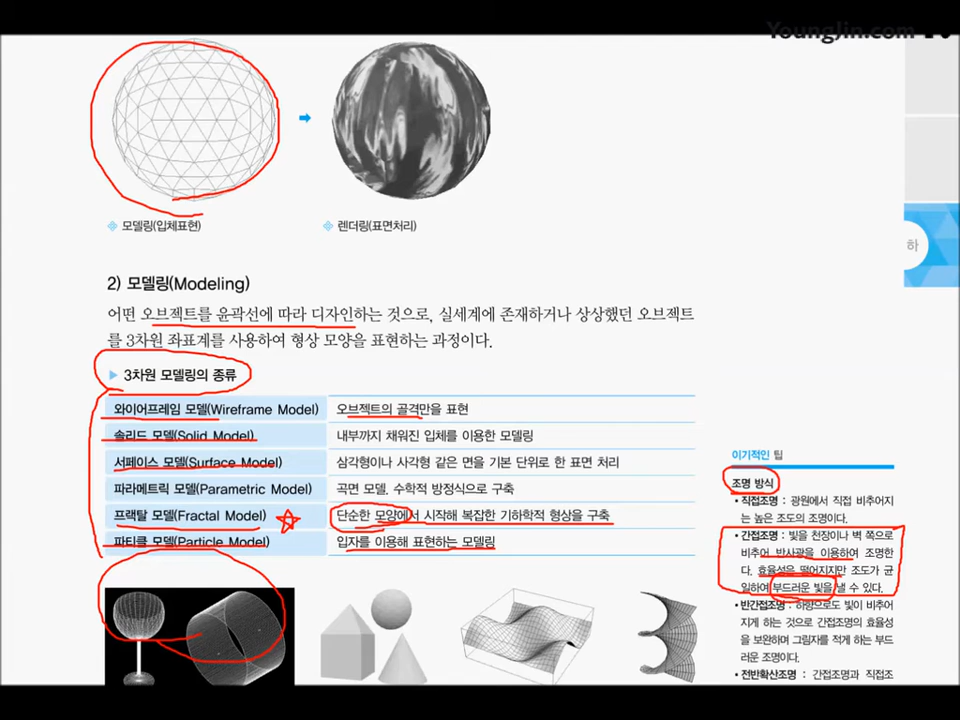 YoungJin.com
모델링(입체표현)
렌더링(표면처리)
하
2) 모델링(Modeling)
어떤 오브젝트를 윤곽선에 따라 디자인하는 것으로, 실세계에 존재하거나 상상했던 오브젝트
를 3차원 좌표계를 사용하여 형상 모양을 표현하는 과정이다.
▶ 3차원 모델링의 종류
와이어프레임 모델(Wireframe Model) 오브젝트의 골격만을 표현
솔리드 모델(Solid Model) 내부까지 채워진 입체를 이용한 모델링
서페이스 모델(Surface Model) 삼각형이나 사각형 같은 면을 기본 단위로 한 표면 처리
파라메트릭 모델(Parametric Model) 곡면 모델. 수학적 방정식으로 구축
프랙탈 모델(Fractal Model) 단순한 모양에서 시작해 복잡한 기하학적 형상을 구축
파티클 모델(Particle Model) 입자를 이용해 표현하는 모델링
이기적인 팁
조명 방식
• 직접조명 : 광원에서 직접 비추어지
는 높은 조도의 조명이다.
• 간접조명 : 빛을 천장이나 벽 쪽으로
비추어 반사광을 이용하여 조명한
다. 효율성은 떨어지지만 조도가 균
일하여 부드러운 빛을 낼 수 있다.
• 반간접조명 : 하향으로도 빛이 비추어
지게 하는 것으로 간접조명의 효율성
을 보완하며 그림자를 적게 하는 부드
러운 조명이다.
• 전반확산조명 : 간접조명과 직접조